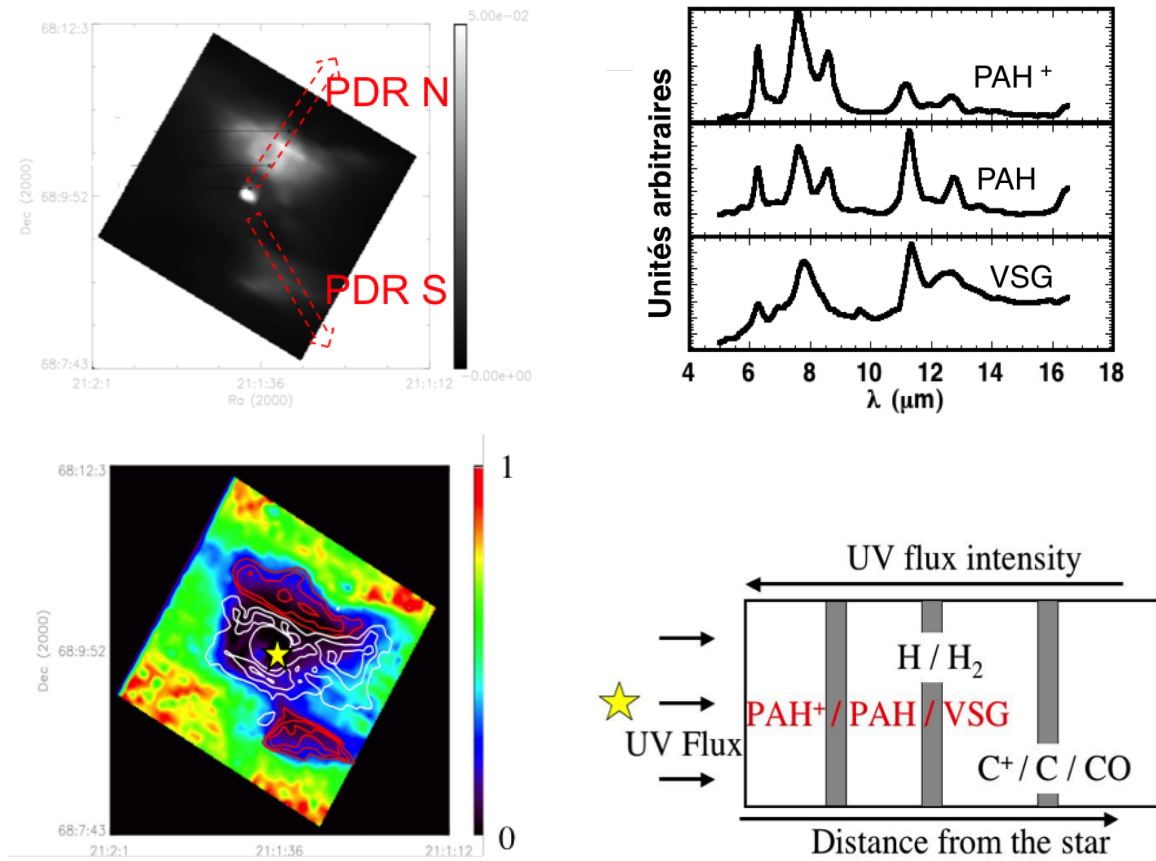 68:12:3
5.00e-02
PDR N
Dec (2000)
68:9:52
PDR S
68:7:43
-0.00e+00
21:2:1
21:1:36
21:1:12
Ra (2000)
Unités arbitraires
PAH +
PAH
VSG
4
6
8
10
12
14
16
18
λ (μm)
68:12:3
1
Dec (2000)
68:9:52
68:7:43
0
21:2:1
21:1:36
21:1:12
UV flux intensity
H / H2
PAH+ / PAH / VSG
UV Flux
C+ / C / CO
Distance from the star